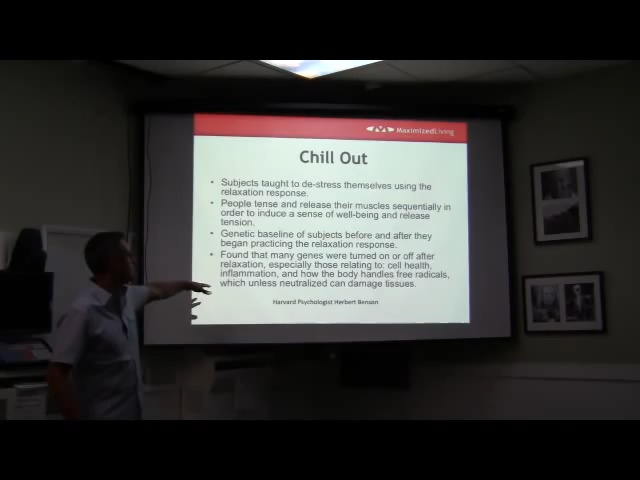 MaximizedLiving
Chill Out
• Subjects taught to de-stress themselves using the
relaxation response.
• People tense and release their muscles sequentially in
order to induce a sense of well-being and release
tension.
• Genetic baseline of subjects before and after they
began practicing the relaxation response.
• Found that many genes were turned on or off after
relaxation, especially those relating to: cell health,
inflammation, and how the body handles free radicals,
which unless neutralized can damage tissues.
Harvard Psychologist Herbert Benson